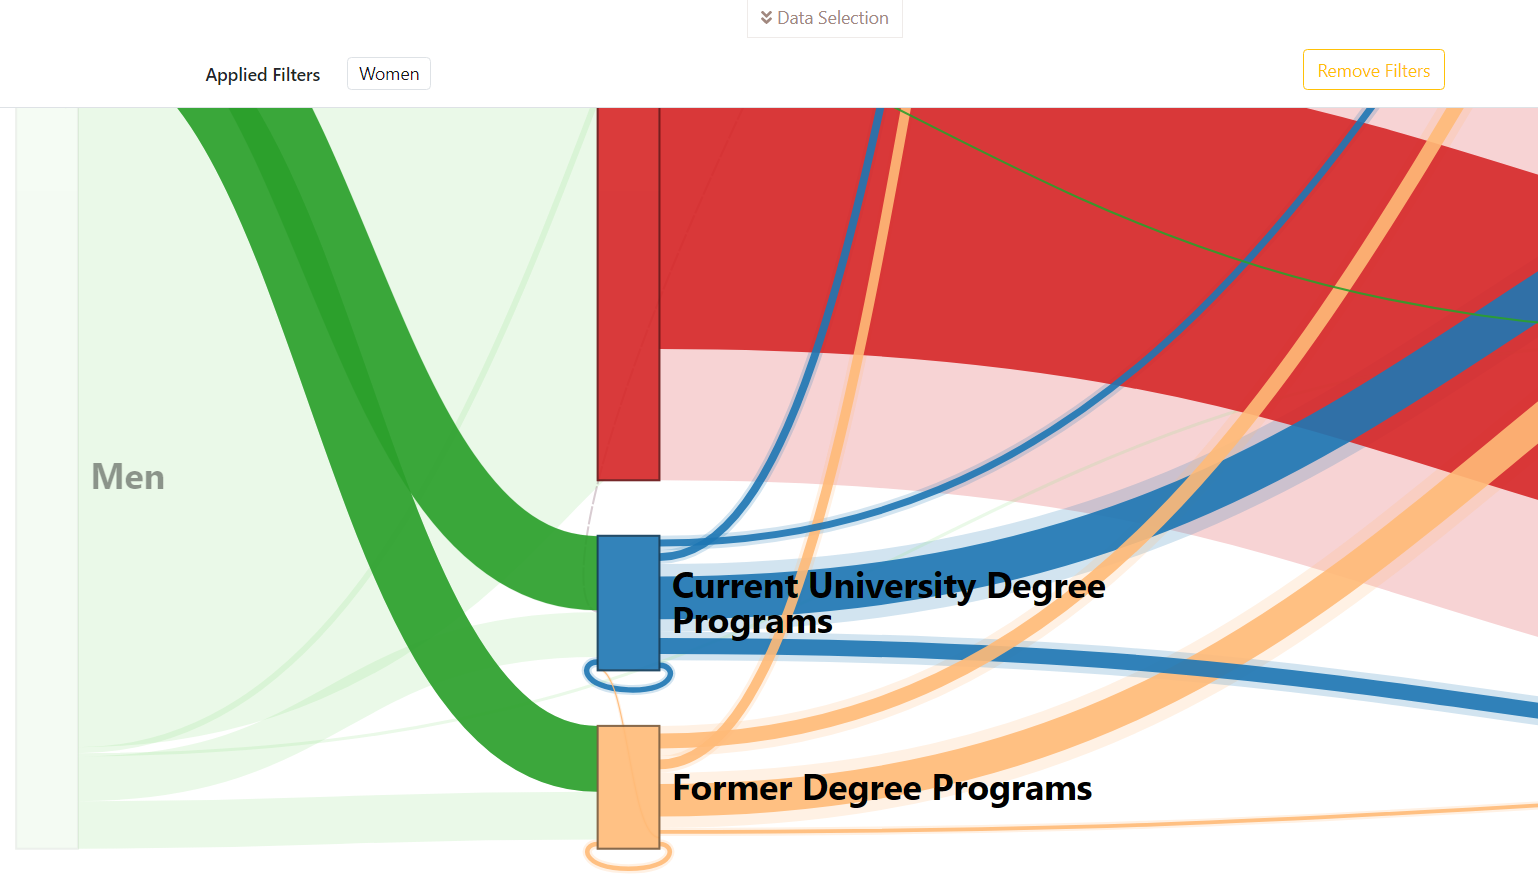 Data Selection
Applied Filters
Women
Remove Filters
Men
Current University Degree
Programs
Former Degree Programs